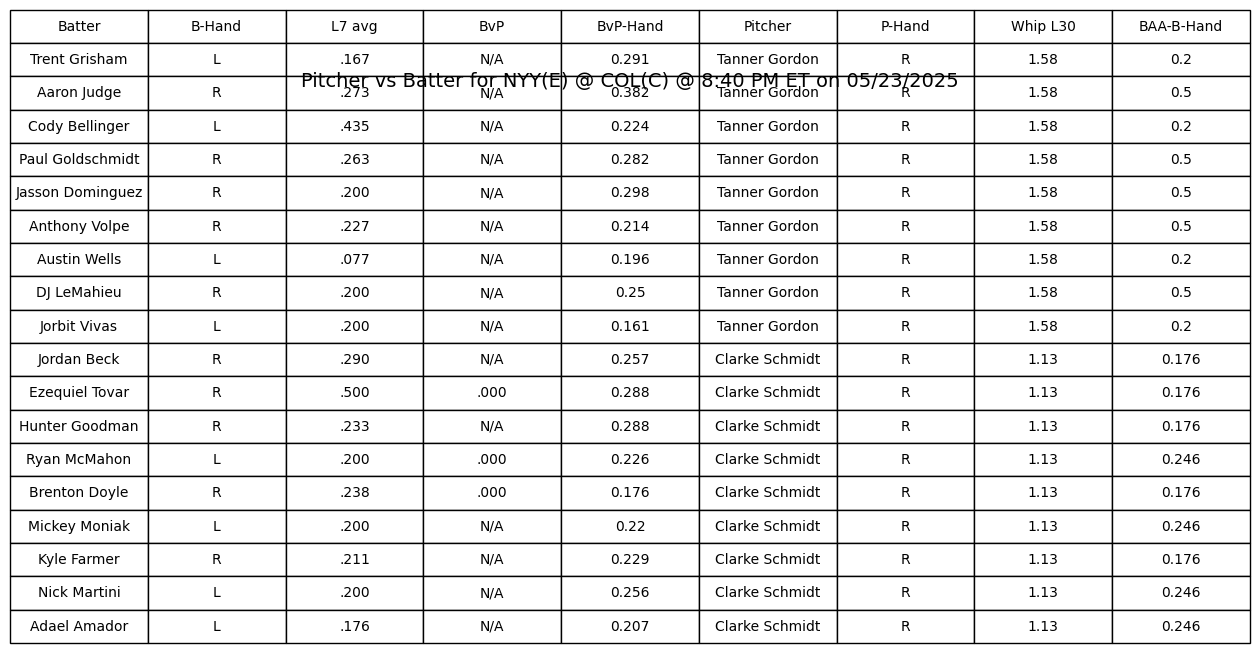 Batter B-Hand L7 avg BvP BvP-Hand Pitcher P-Hand Whip L30 BAA-B-Hand
Trent Grisham L .167 N/A 0.291 Tanner Gordon R 1.58 0.2
Pitcher vs Batter for NYY(E) @ COL(C) @ 8:40 PM ET on 05/23/2025
Aaron Judge R .273 N/A 0.382 Tanner Gordon R 1.58 0.5
Cody Bellinger L .435 N/A 0.224 Tanner Gordon R 1.58 0.2
Paul Goldschmidt R .263 N/A 0.282 Tanner Gordon R 1.58 0.5
Jasson Dominguez R .200 N/A 0.298 Tanner Gordon R 1.58 0.5
Anthony Volpe R .227 N/A 0.214 Tanner Gordon R 1.58 0.5
Austin Wells L .077 N/A 0.196 Tanner Gordon R 1.58 0.2
DJ LeMahieu R .200 N/A 0.25 Tanner Gordon R 1.58 0.5
Jorbit Vivas L .200 N/A 0.161 Tanner Gordon R 1.58 0.2
Jordan Beck R .290 N/A 0.257 Clarke Schmidt R 1.13 0.176
Ezequiel Tovar R .500 .000 0.288 Clarke Schmidt R 1.13 0.176
Hunter Goodman R .233 N/A 0.288 Clarke Schmidt R 1.13 0.176
Ryan McMahon L .200 .000 0.226 Clarke Schmidt R 1.13 0.246
Brenton Doyle R .238 .000 0.176 Clarke Schmidt R 1.13 0.176
Mickey Moniak L .200 N/A 0.22 Clarke Schmidt R 1.13 0.246
Kyle Farmer R .211 N/A 0.229 Clarke Schmidt R 1.13 0.176
Nick Martini L .200 N/A 0.256 Clarke Schmidt R 1.13 0.246
Adael Amador L .176 N/A 0.207 Clarke Schmidt R 1.13 0.246